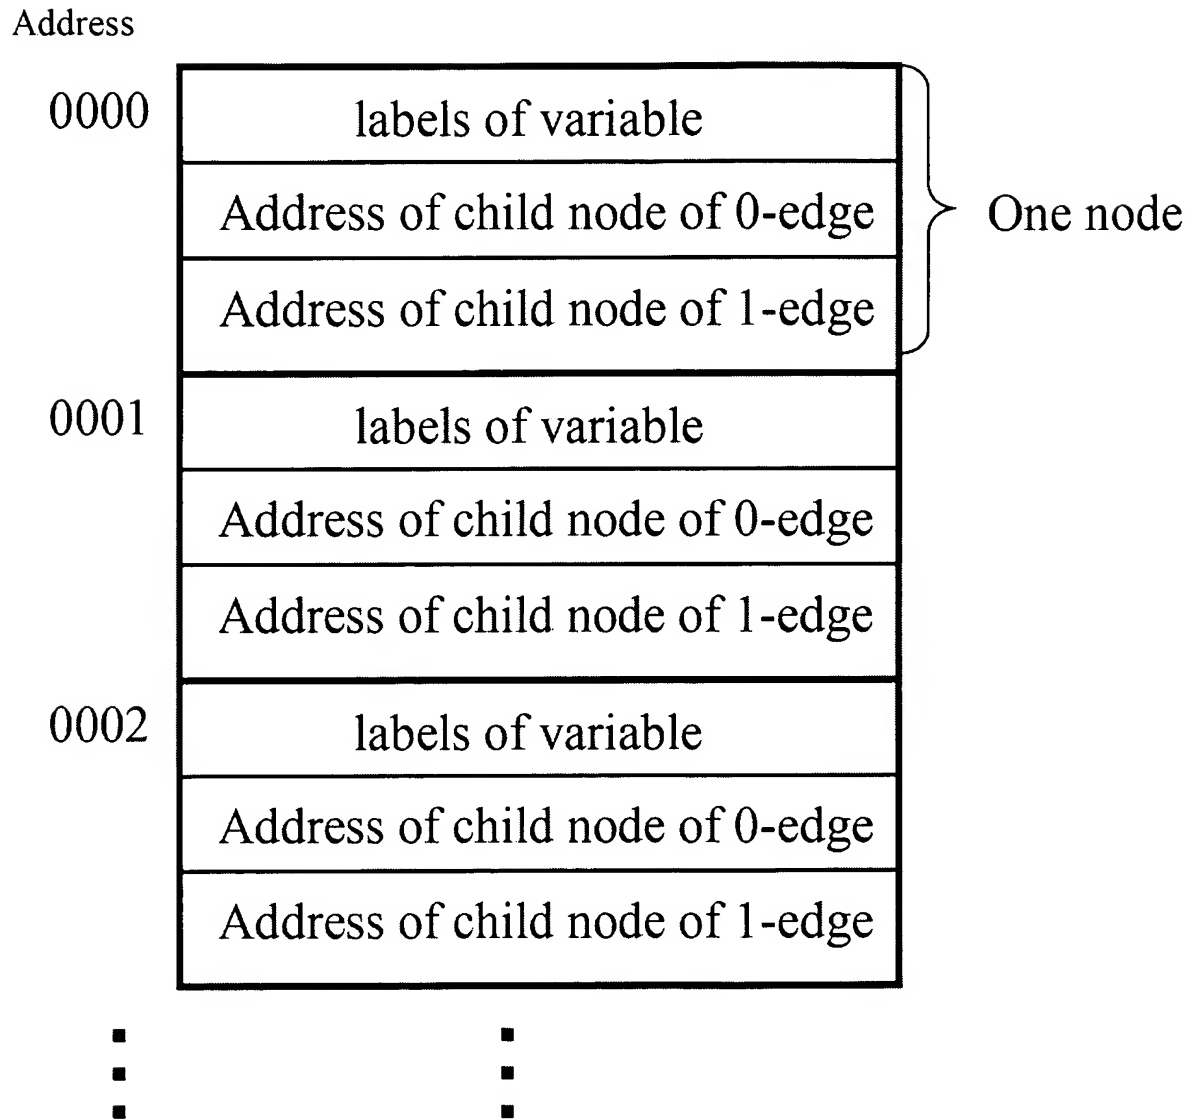 Address
0000
labels of variable
Address of child node of 0-edge
One node
Address of child node of 1-edge
0001
labels of variable
Address of child node of 0-edge
Address of child node of 1-edge
0002
labels of variable
Address of child node of 0-edge
Address of child node of 1-edge